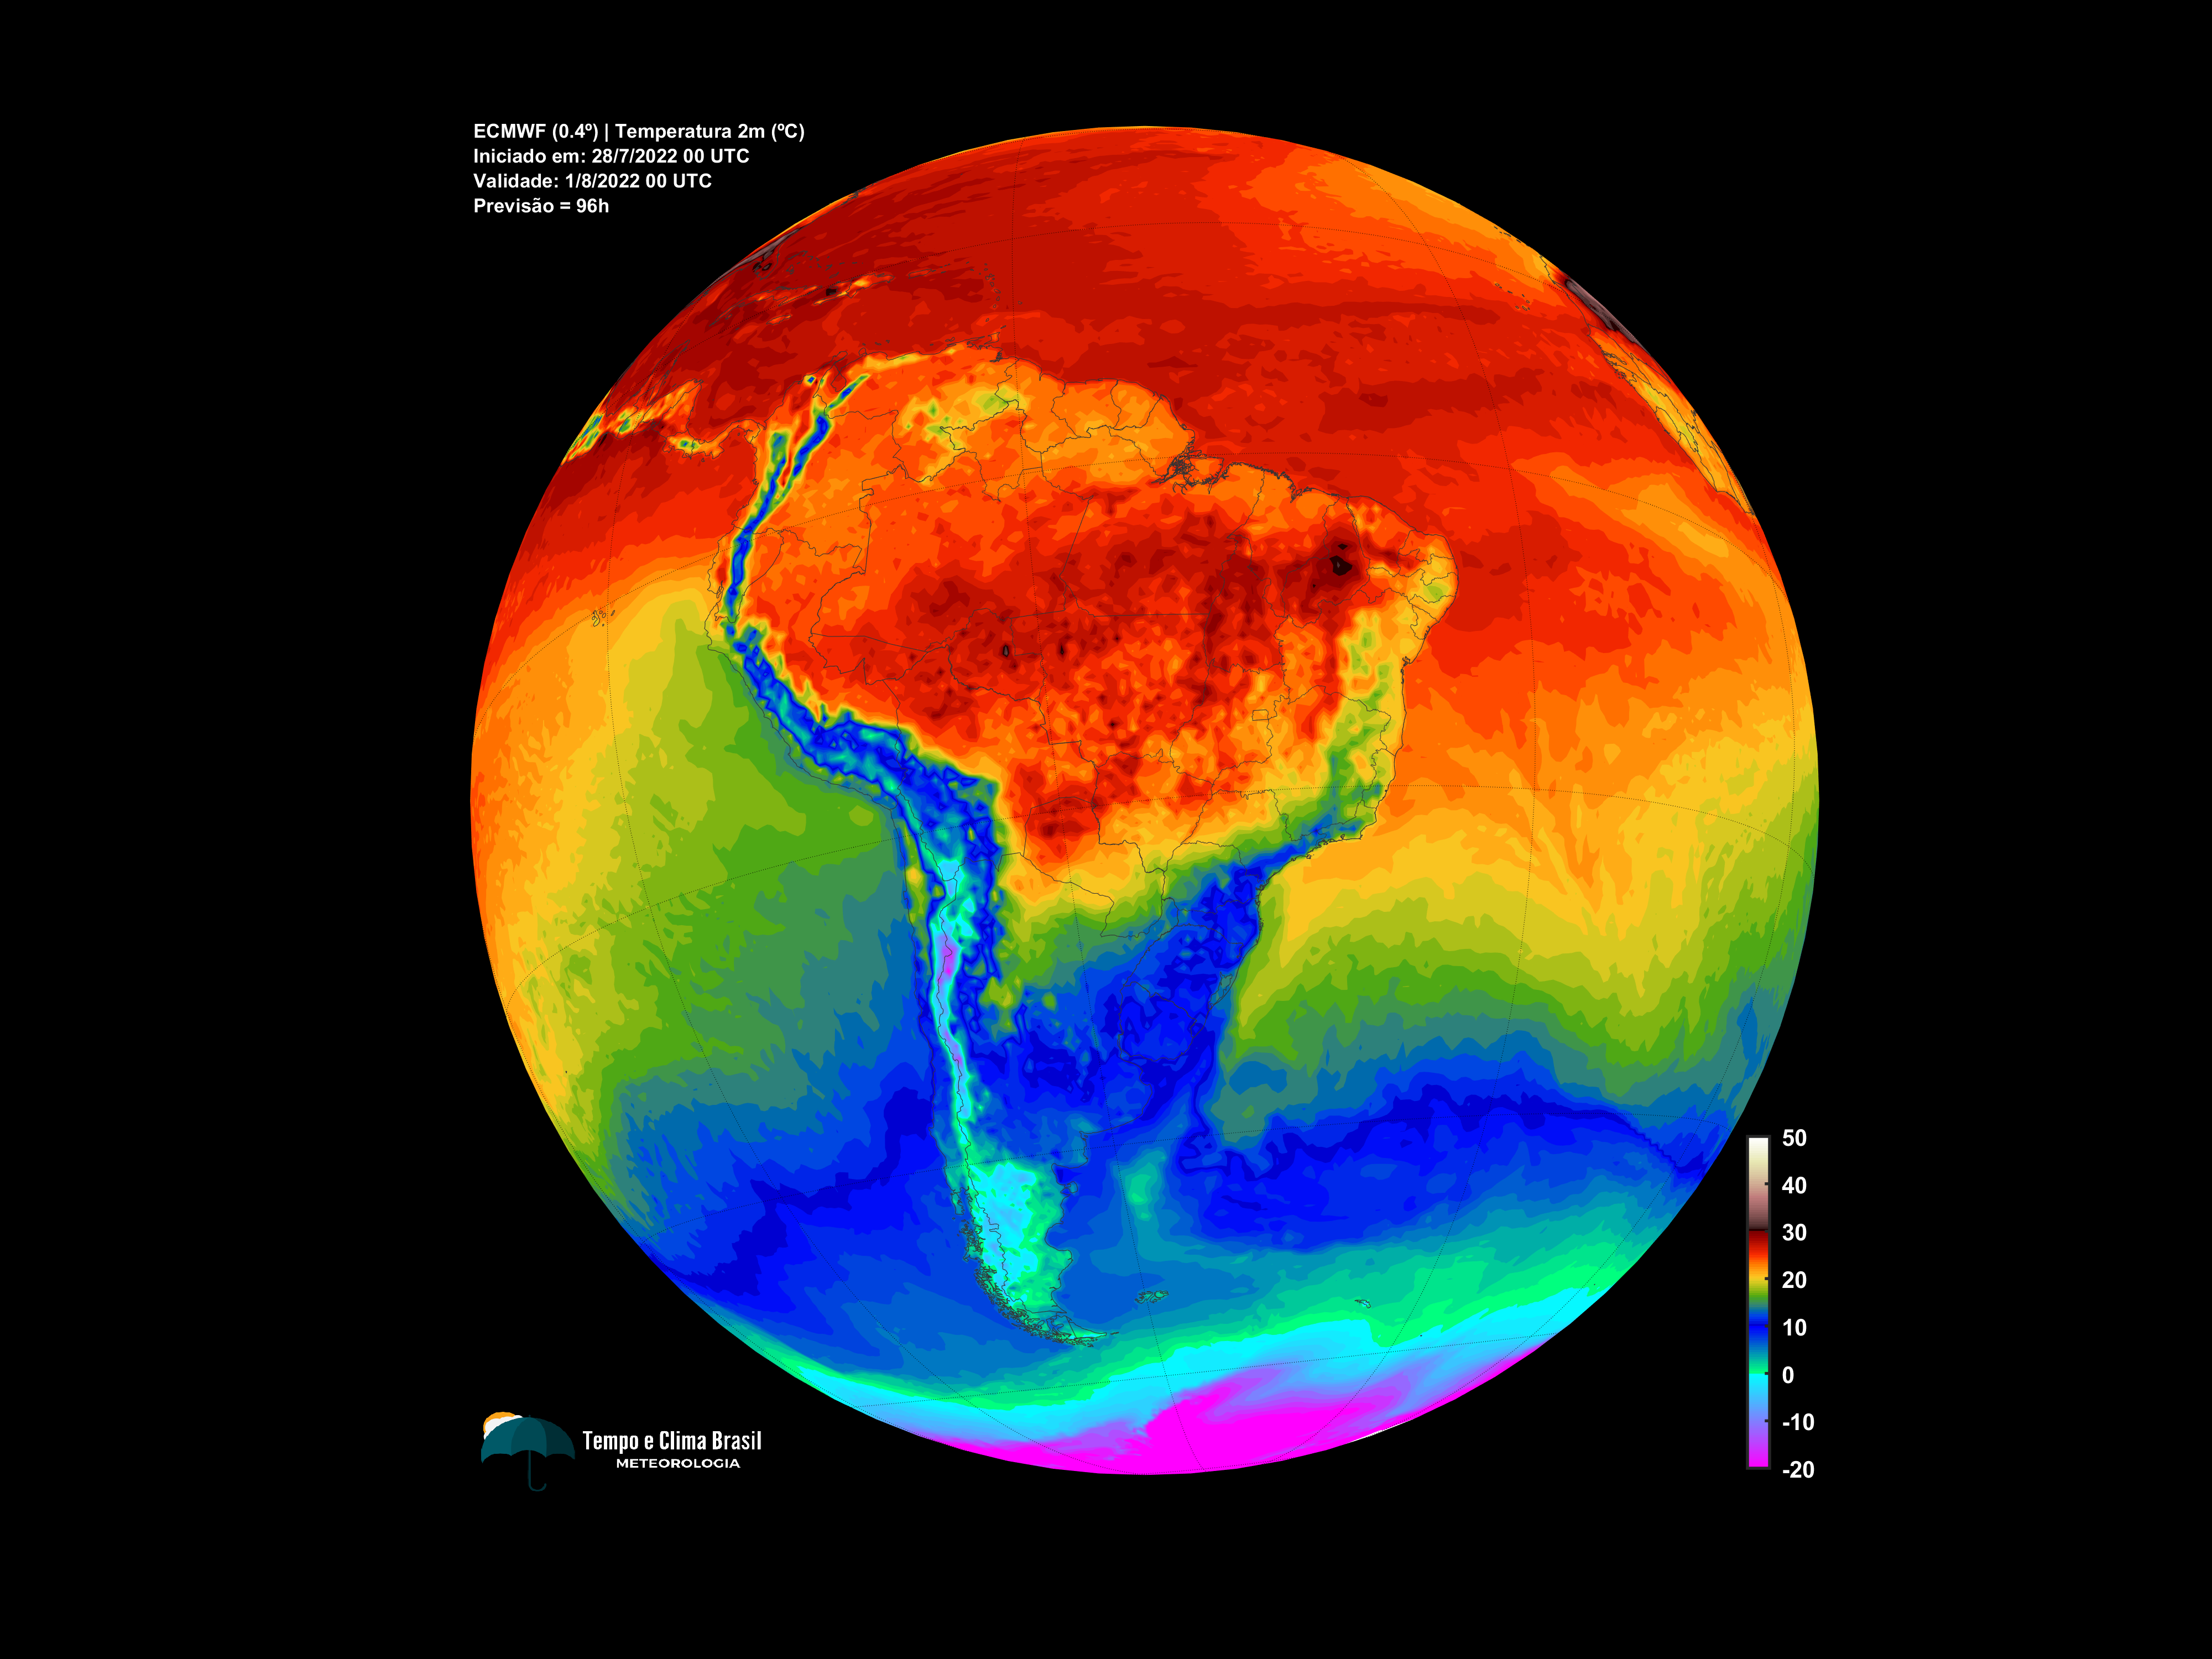 ECMWF (0.4º) | Temperatura 2m (ºC)
Iniciado em: 28/7/2022 00 UTC
Validade: 1/8/2022 00 UTC
Previsão = 96h
50
40
30
20
10
0
-10
-20
Tempo e Clima Brasil
METEOROLOGIA